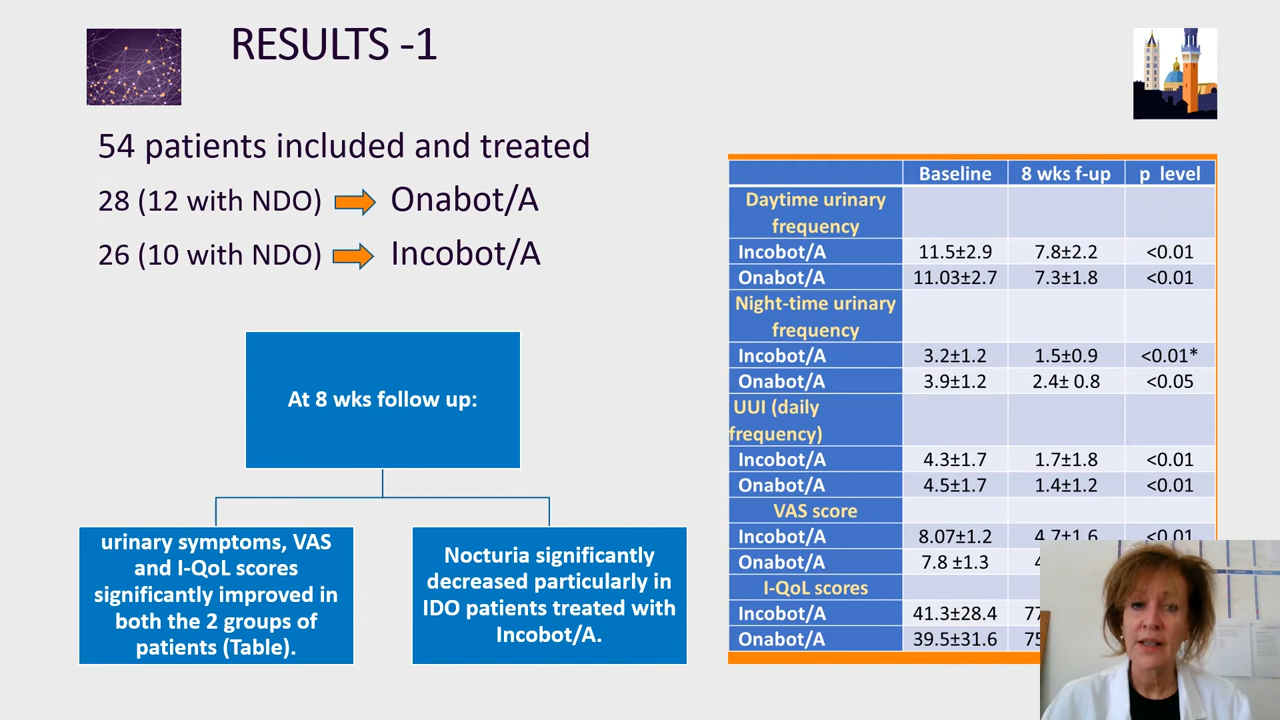 RESULTS -1
54 patients included and treated
28 (12 with NDO) Onabot/A
26 (10 with NDO) Incobot/A
At 8 wks follow up:
urinary symptoms, VAS
and I-QoL scores
significantly improved in
both the 2 groups of
patients (Table).
Nocturia significantly
decreased particularly in
IDO patients treated with
Incobot/A.
Baseline 8 wks f-up p level
Daytime urinary
frequency
Incobot/A 11.5±2.9 7.8±2.2 <0.01
Onabot/A 11.03±2.7 7.3±1.8 <0.01
Night-time urinary
frequency
Incobot/A 3.2±1.2 1.5±0.9 <0.01*
Onabot/A 3.9±1.2 2.4± 0.8 <0.05
UUI (daily
frequency)
Incobot/A 4.3±1.7 1.7±1.8 <0.01
Onabot/A 4.5±1.7 1.4±1.2 <0.01
VAS score
Incobot/A 8.07±1.2 4.7±1.6 <0.01
Onabot/A 7.8 ±1.3
I-QoL scores
Incobot/A 41.3±28.4
Onabot/A 39.5±31.6